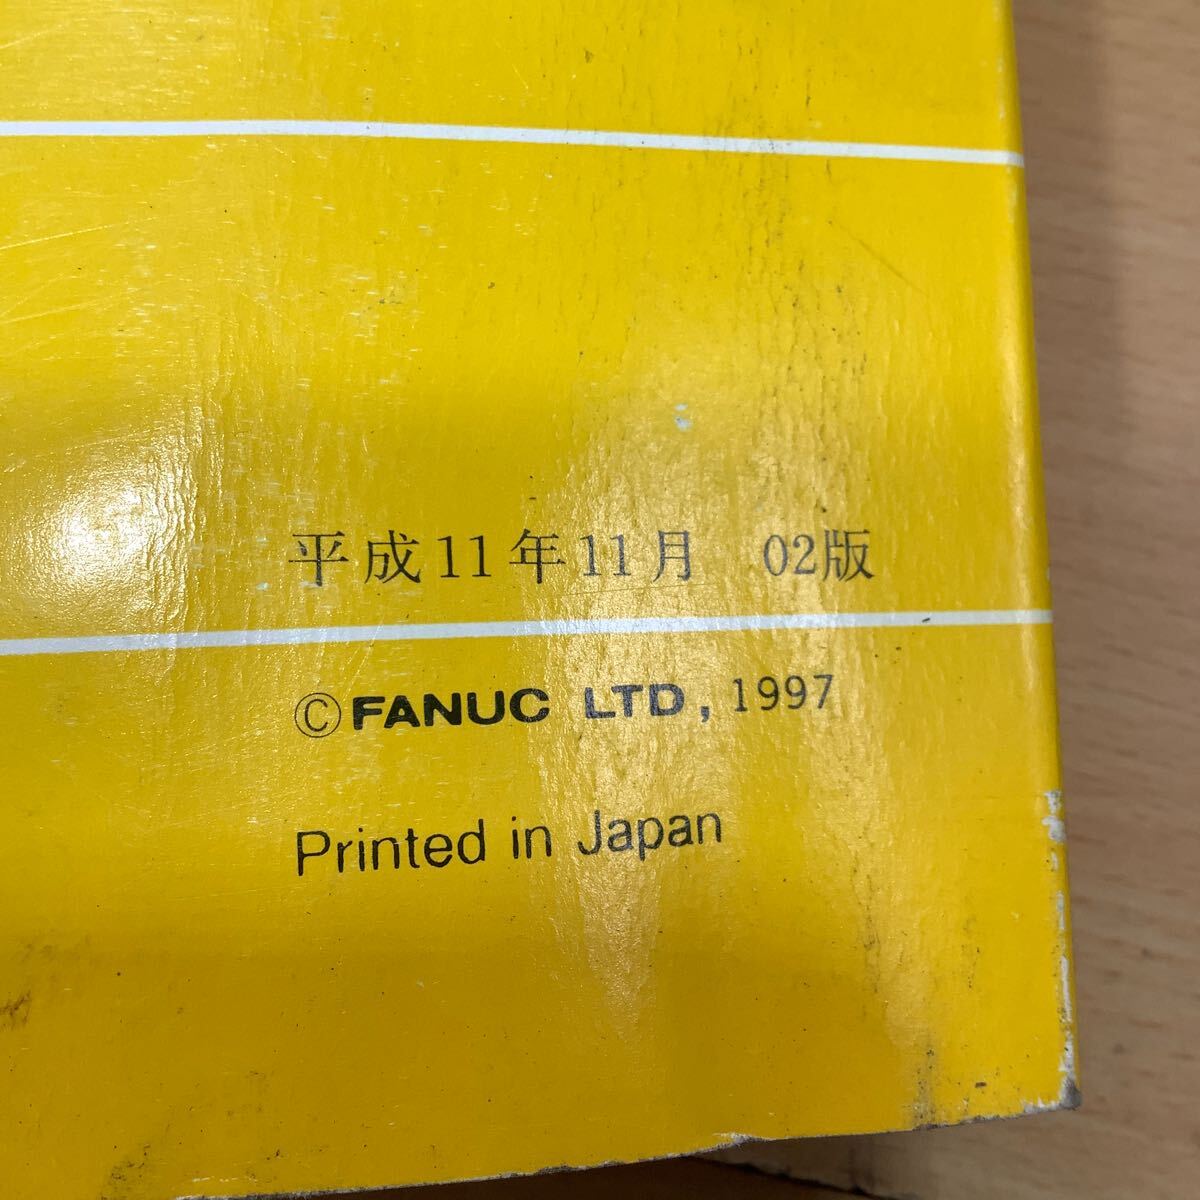 平成11年11月　02版
©FANUC LTD, 1997
Printed in Japan